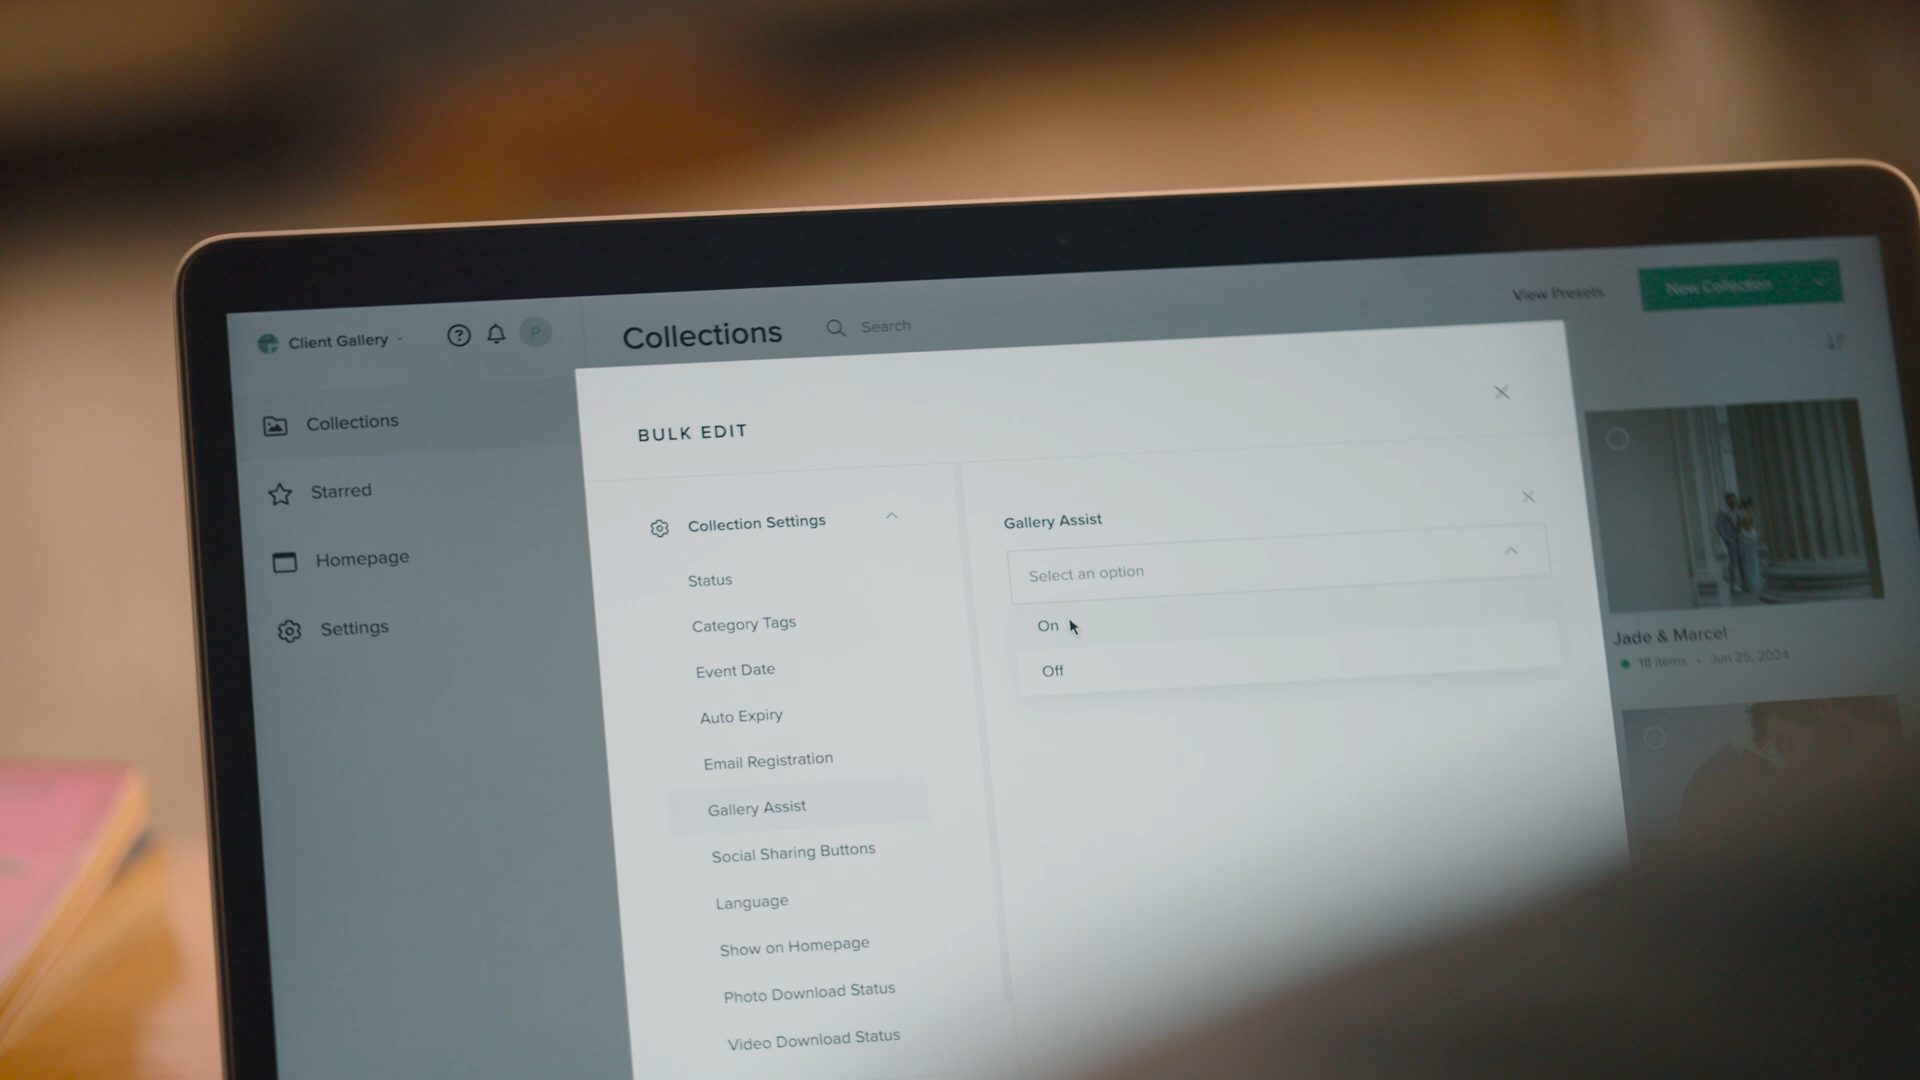 Client Gallery
P
Collections
Search
View Presets
New Collection
Collections
Starred
Homepage
Settings
BULK EDIT
Collection Settings
Status
Category Tags
Event Date
Auto Expiry
Email Registration
Gallery Assist
Social Sharing Buttons
Language
Show on Homepage
Photo Download Status
Video Download Status
Gallery Assist
Select an option
On
Off
Jade & Marcel
18 items • Jun 25, 2024